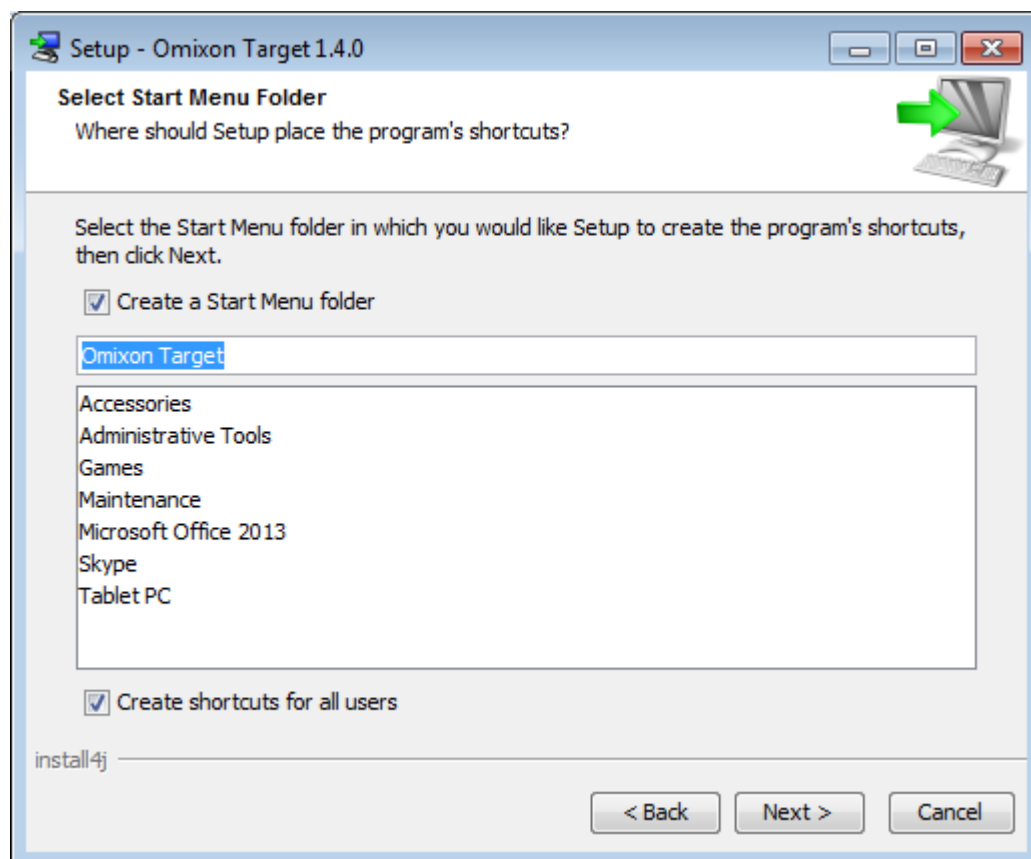 Setup - Omixon Target 1.4.0
Select Start Menu Folder
Where should Setup place the program's shortcuts?
Select the Start Menu folder in which you would like Setup to create the program's shortcuts,
then click Next.
Create a Start Menu folder
Omixon Target
Accessories
Administrative Tools
Games
Maintenance
Microsoft Office 2013
Skype
Tablet PC
Create shortcuts for all users
install4j
< Back Next > Cancel